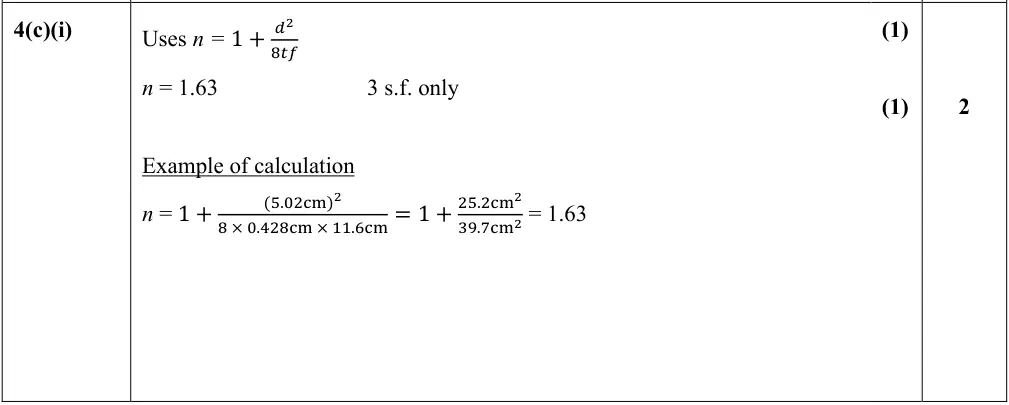 4(c)(i)
Uses n = 1 + d²/8tf (1)
n = 1.63 3 s.f. only
(1) 2
Example of calculation
n = 1 + (5.02cm)²/8 × 0.428cm × 11.6cm = 1 + 25.2cm²/39.7cm² = 1.63